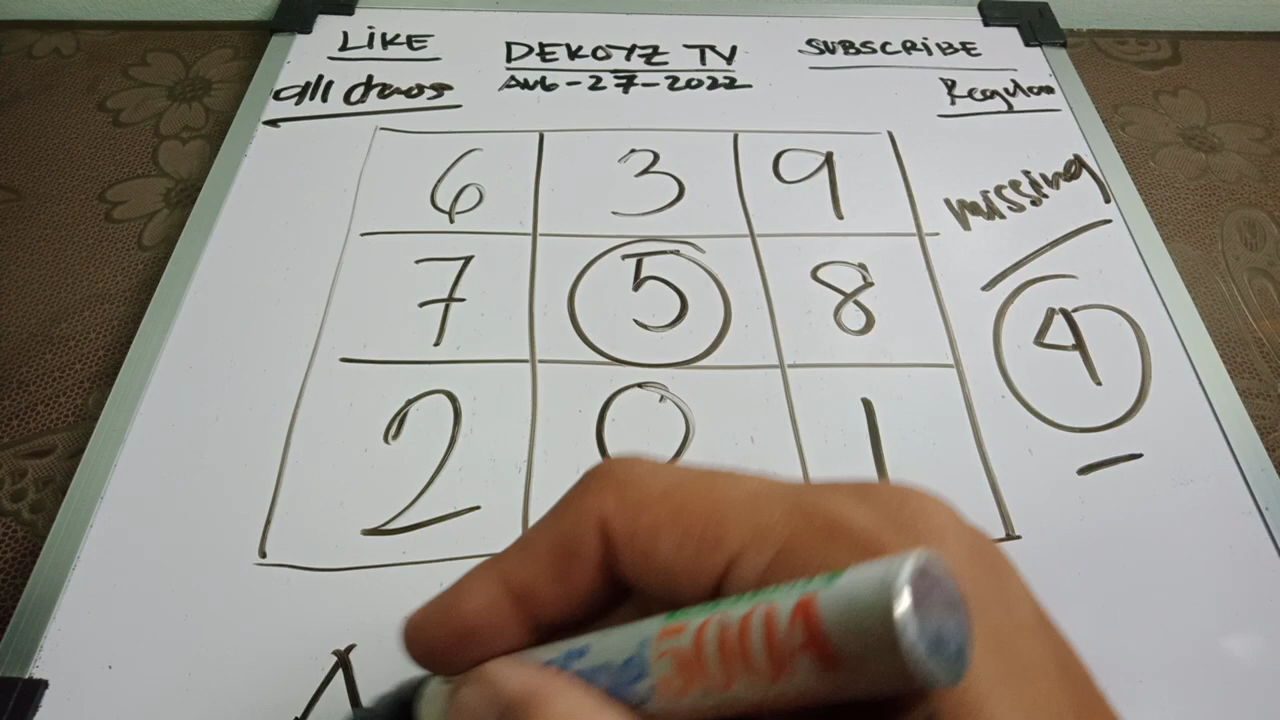 LIKE DEKOYZ TV SUBSCRIBE
all draws AUG-27-2022 Regular
missing
6 3 9
7 5 8
4
2 0 1
500A